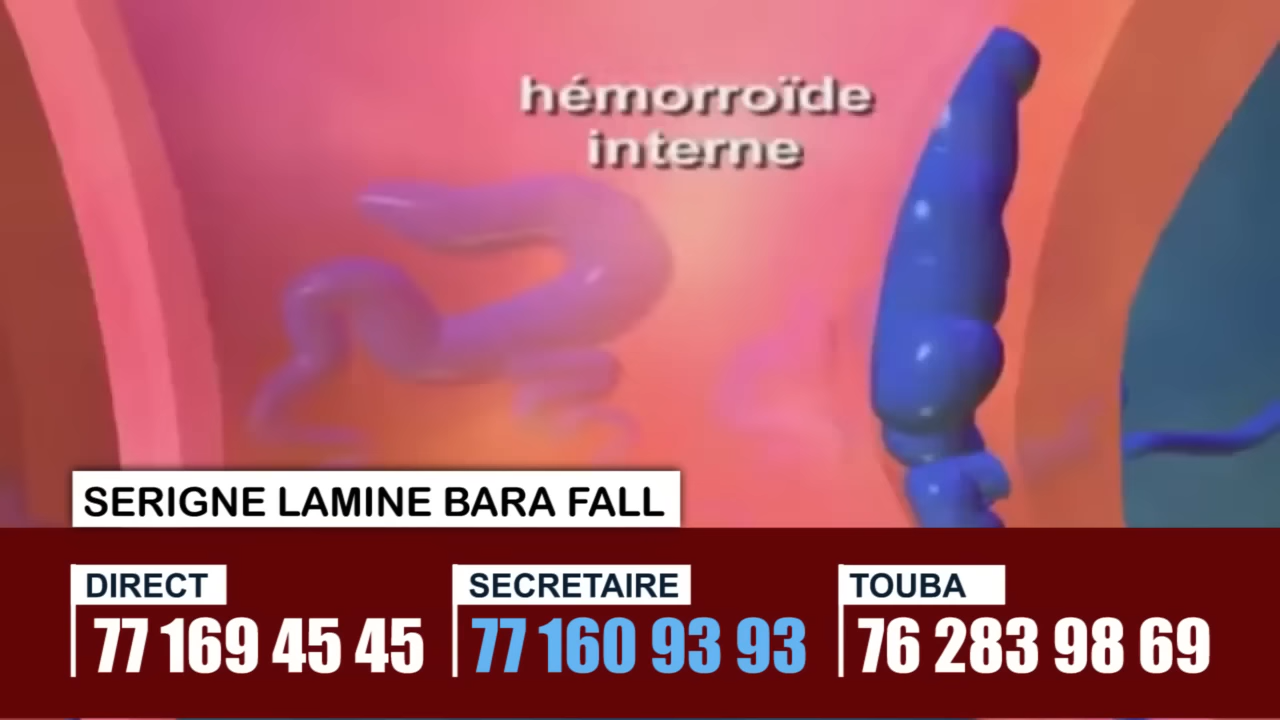 hémorroïde
interne
SERIGNE LAMINE BARA FALL
DIRECT
77 169 45 45
SECRETAIRE
77 160 93 93
TOUBA
76 283 98 69